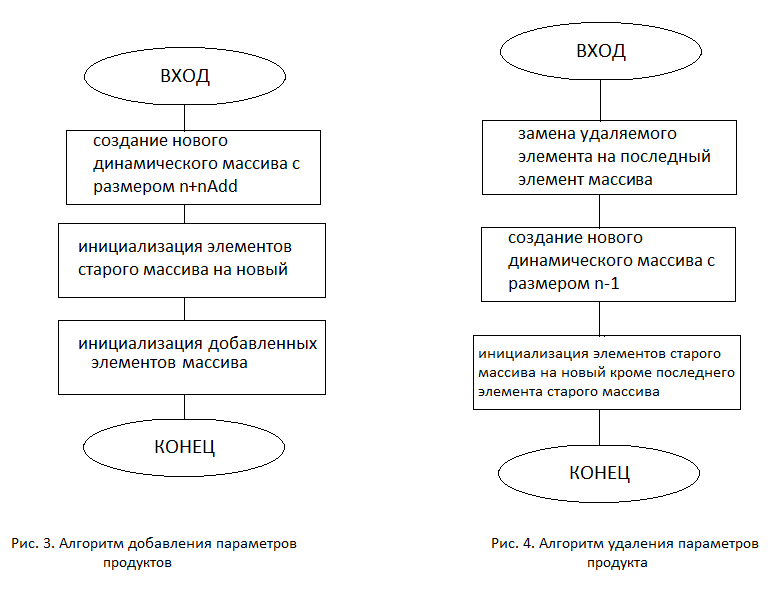 ВХОД
создание нового
динамического массива с
размером n+nAdd
инициализация элементов
старого массива на новый
инициализация добавленных
элементов массива
КОНЕЦ
Рис. 3. Алгоритм добавления параметров
продуктов
ВХОД
замена удаляемого
элемента на последный
элемент массива
создание нового
динамического массива с
размером n-1
инициализация элементов старого
массива на новый кроме последнего
элемента старого массива
КОНЕЦ
Рис. 4. Алгоритм удаления параметров
продукта